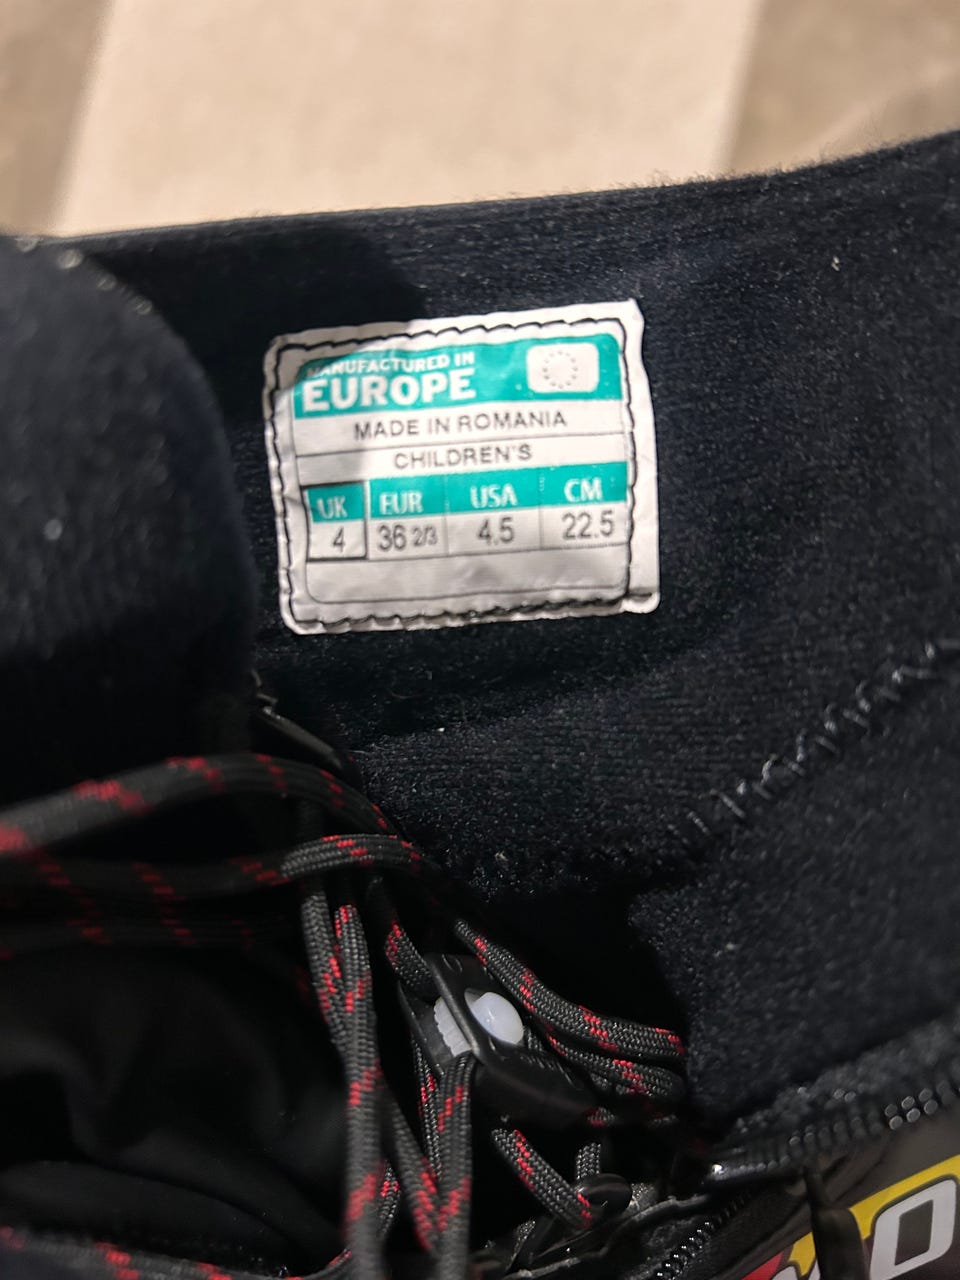 MANUFACTURED IN
EUROPE
MADE IN ROMANIA
CHILDREN'S
UK EUR USA CM
4 36 2/3 4.5 22.5